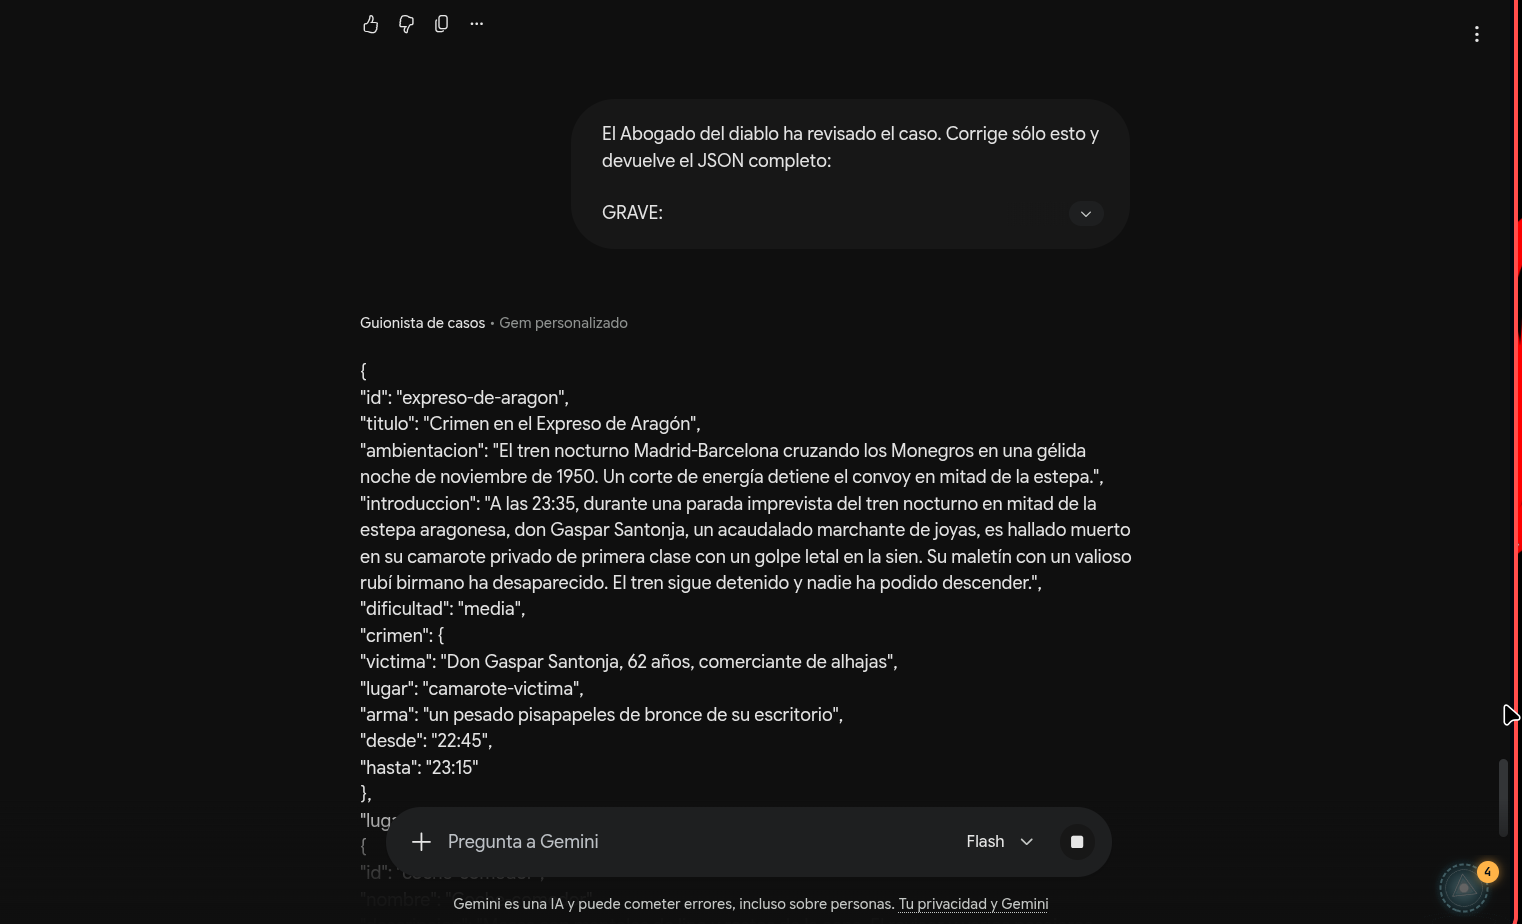 El Abogado del diablo ha revisado el caso. Corrige sólo esto y
devuelve el JSON completo:
GRAVE:
Guionista de casos • Gem personalizado
{
"id": "expreso-de-aragon",
"titulo": "Crimen en el Expreso de Aragón",
"ambientacion": "El tren nocturno Madrid-Barcelona cruzando los Monegros en una gélida
noche de noviembre de 1950. Un corte de energía detiene el convoy en mitad de la estepa.",
"introduccion": "A las 23:35, durante una parada imprevista del tren nocturno en mitad de la
estepa aragonesa, don Gaspar Santonja, un acaudalado marchante de joyas, es hallado muerto
en su camarote privado de primera clase con un golpe letal en la sien. Su maletín con un valioso
rubí birmano ha desaparecido. El tren sigue detenido y nadie ha podido descender.",
"dificultad": "media",
"crimen": {
"victima": "Don Gaspar Santonja, 62 años, comerciante de alhajas",
"lugar": "camarote-victima",
"arma": "un pesado pisapapeles de bronce de su escritorio",
"desde": "22:45",
"hasta": "23:15"
},
"luga
{
Pregunta a Gemini
Flash
"id": "coche-comedor",
"nombre":
4
Gemini es una IA y puede cometer errores, incluso sobre personas. Tu privacidad y Gemini